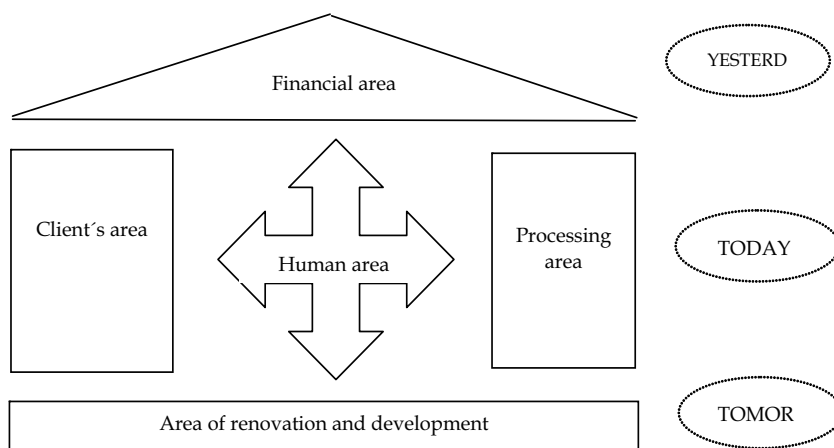 Financial area
YESTERD
Client´s area
Human area
Processing
area
TODAY
Area of renovation and development
TOMOR